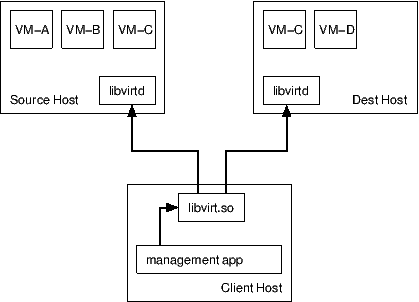 VM-A VM-B VM-C
libvirtd
Source Host
VM-C VM-D
libvirtd
Dest Host
libvirt.so
management app
Client Host